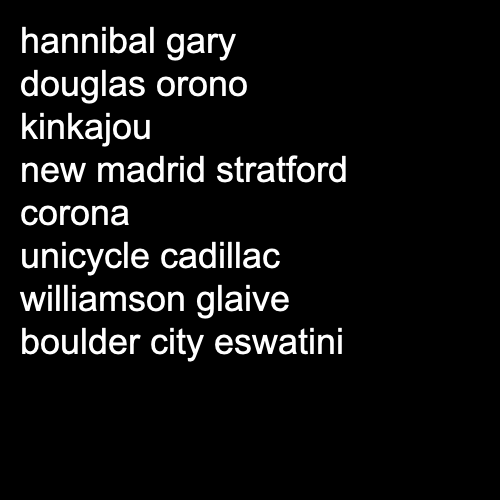 hannibal gary
douglas orono
kinkajou
new madrid stratford
corona
unicycle cadillac
williamson glaive
boulder city eswatini